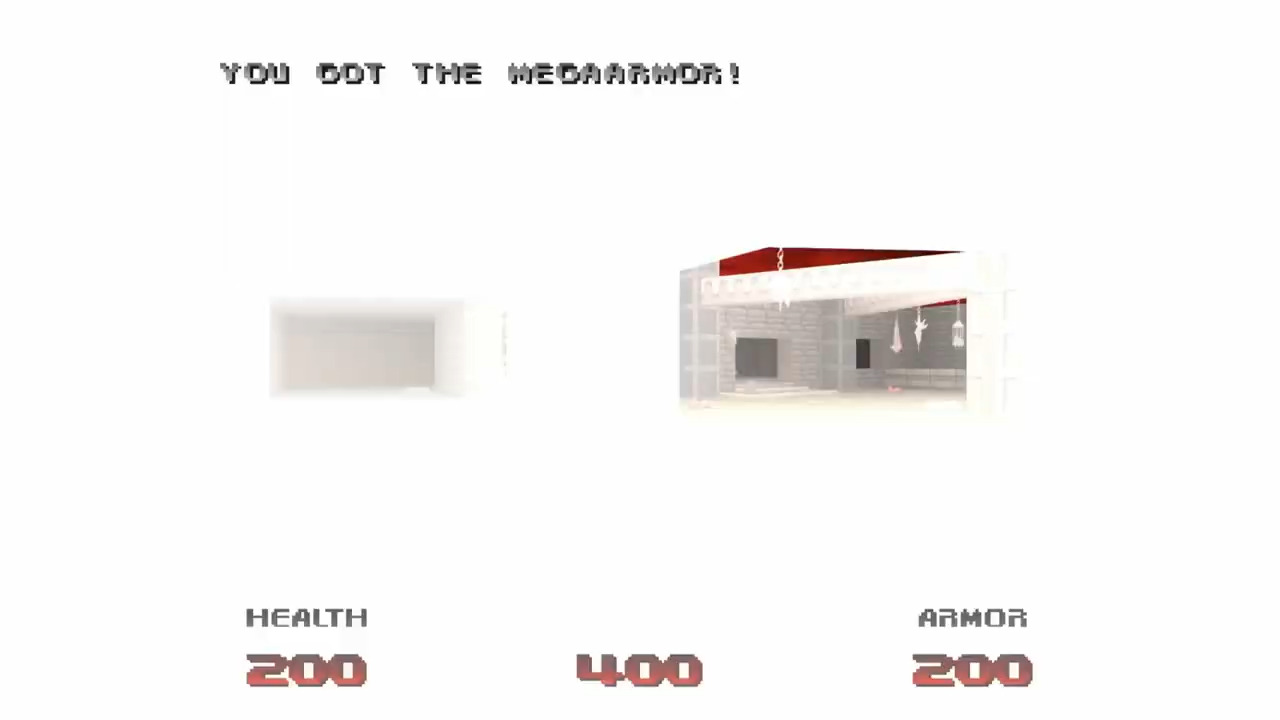 YOU GOT THE MEGAARMOR!
HEALTH
ARMOR
200
400
200